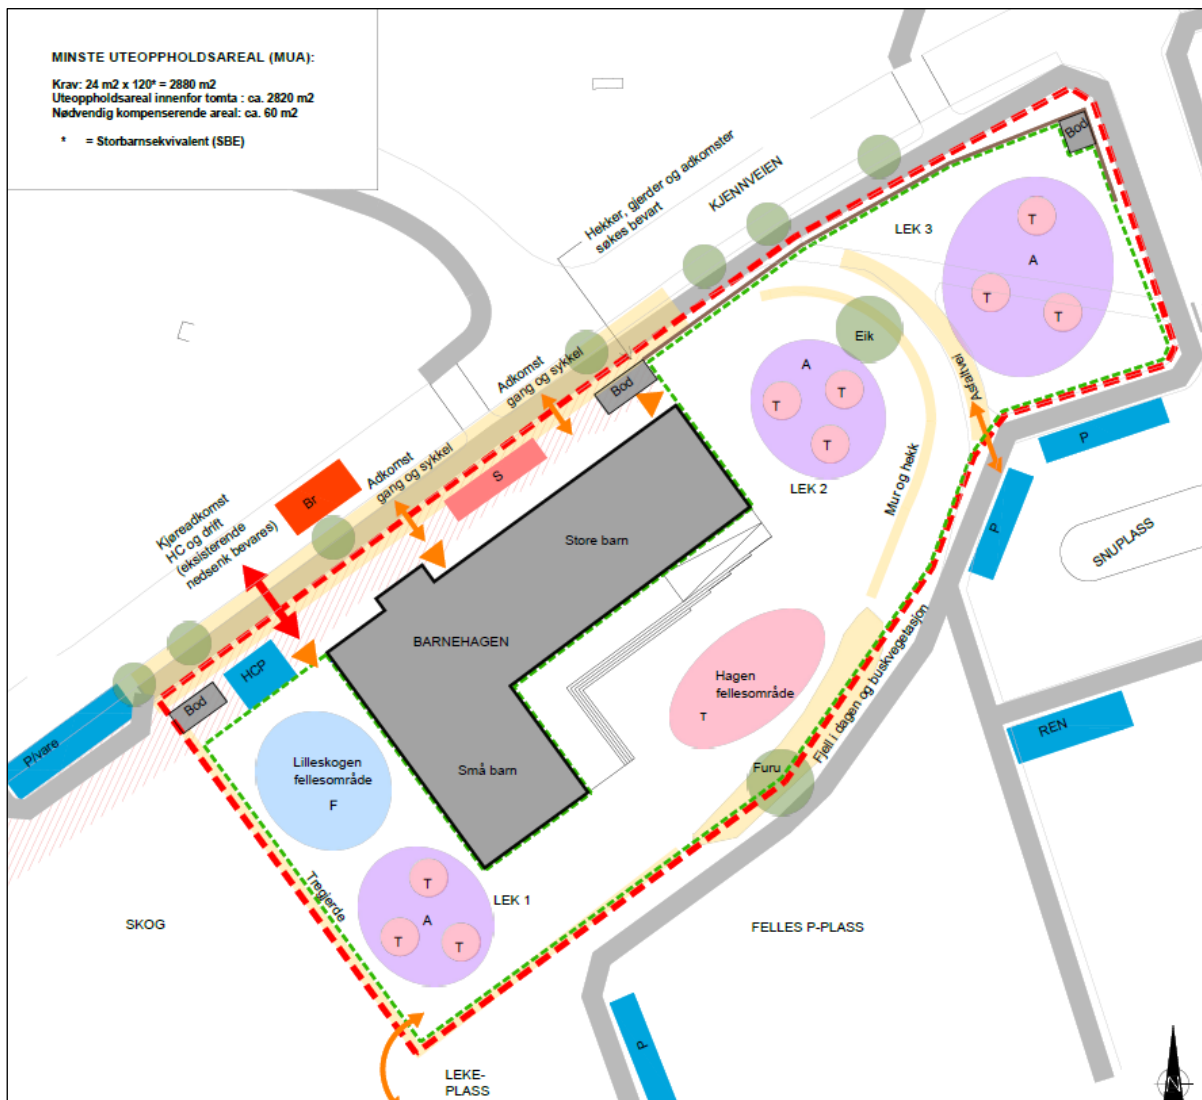 MINSTE UTEOPPHOLDSAREAL (MUA):
Krav: 24 m2 x 120* = 2880 m2
Uteoppholdsareal innenfor tomta : ca. 2820 m2
Nødvendig kompenserende areal: ca. 60 m2
* = Storbarnsekvivalent (SBE)
Hekker, gjerder og adkomster
søkes bevart
KJENNVEIEN
Bod
LEK 3
T
A
T
T
Eik
Asfaltvei
Adkomst
gang og sykkel
Bod
A
T
T
T
LEK 2
Mur og hekk
P
P
SNUPLASS
Adkomst
gang og sykkel
S
Br
Kjøreadkomst
HC og drift
(eksisterende
nedsenk bevares)
Store barn
BARNEHAGEN
HCP
Bod
P/vare
Hagen
fellesområde
T
Fjell i dagen og buskvegetasjon
REN
Lilleskogen
fellesområde
F
Små barn
Furu
Tregjerde
T
A
T
T
LEK 1
SKOG
FELLES P-PLASS
P
LEKE-
PLASS
N